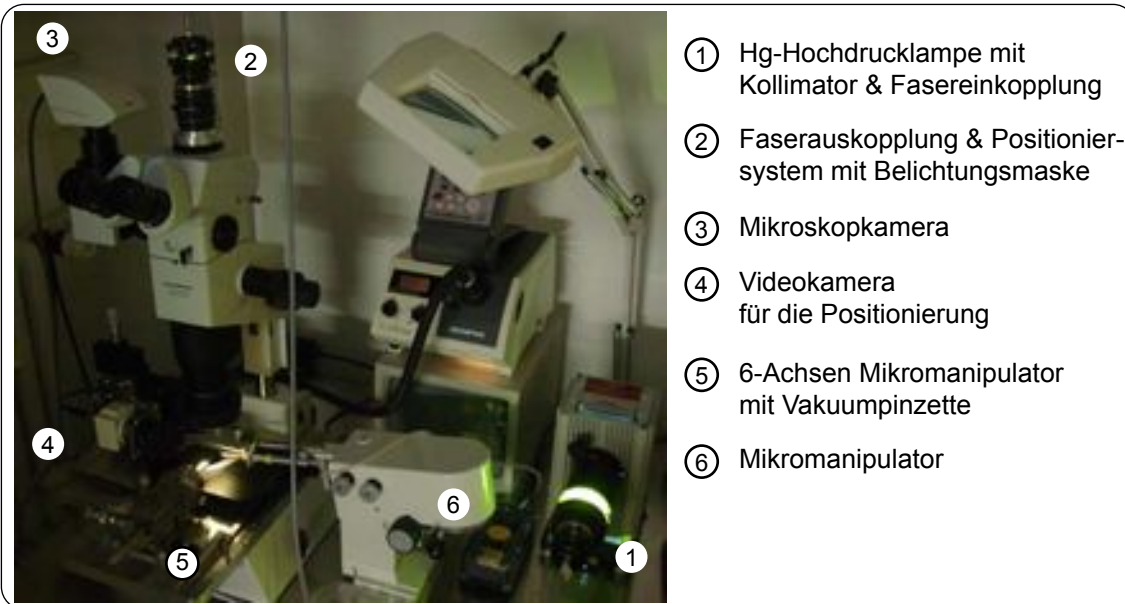 3
2
4
5
6
1
1 Hg-Hochdrucklampe mit
Kollimator & Fasereinkopplung
2 Faserauskopplung & Positionier-
system mit Belichtungsmaske
3 Mikroskopkamera
4 Videokamera
für die Positionierung
5 6-Achsen Mikromanipulator
mit Vakuumpinzette
6 Mikromanipulator